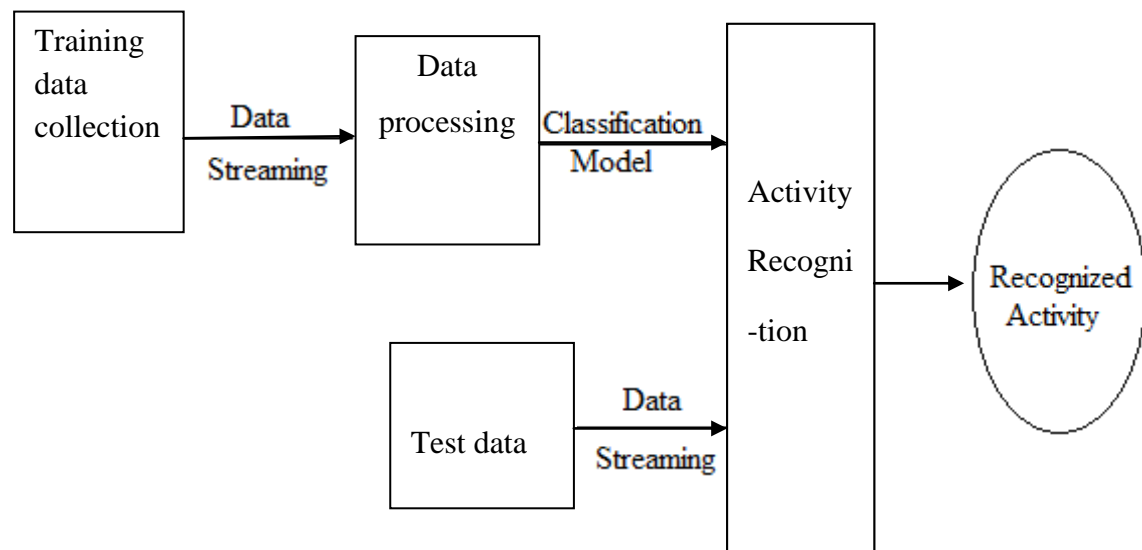 Training
data
collection
Data
Streaming
Data
processing
Classification
Model
Activity
Recogni
-tion
Recognized
Activity
Test data
Data
Streaming